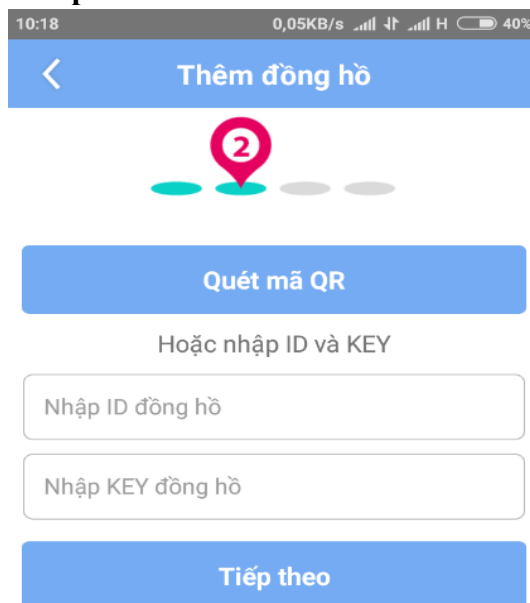 10:18 0,05KB/s H 40%
Thêm đồng hồ
2
Quét mã QR
Hoặc nhập ID và KEY
Nhập ID đồng hồ
Nhập KEY đồng hồ
Tiếp theo